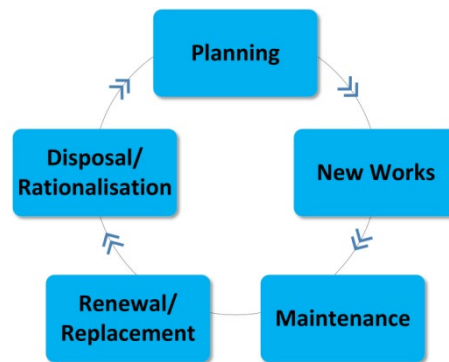 Planning
New Works
Maintenance
Renewal/
Replacement
Disposal/
Rationalisation